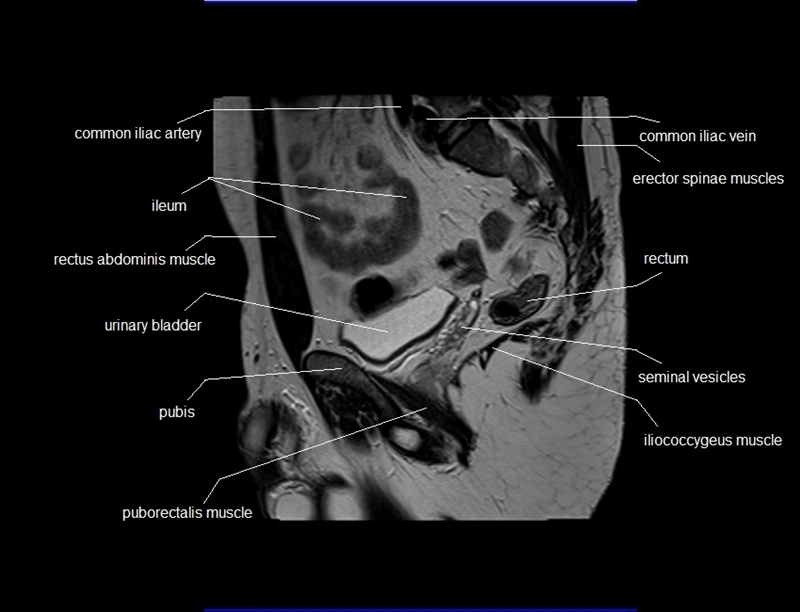 common iliac artery
common iliac vein
erector spinae muscles
ileum
rectus abdominis muscle
rectum
urinary bladder
seminal vesicles
pubis
iliococcygeus muscle
puborectalis muscle